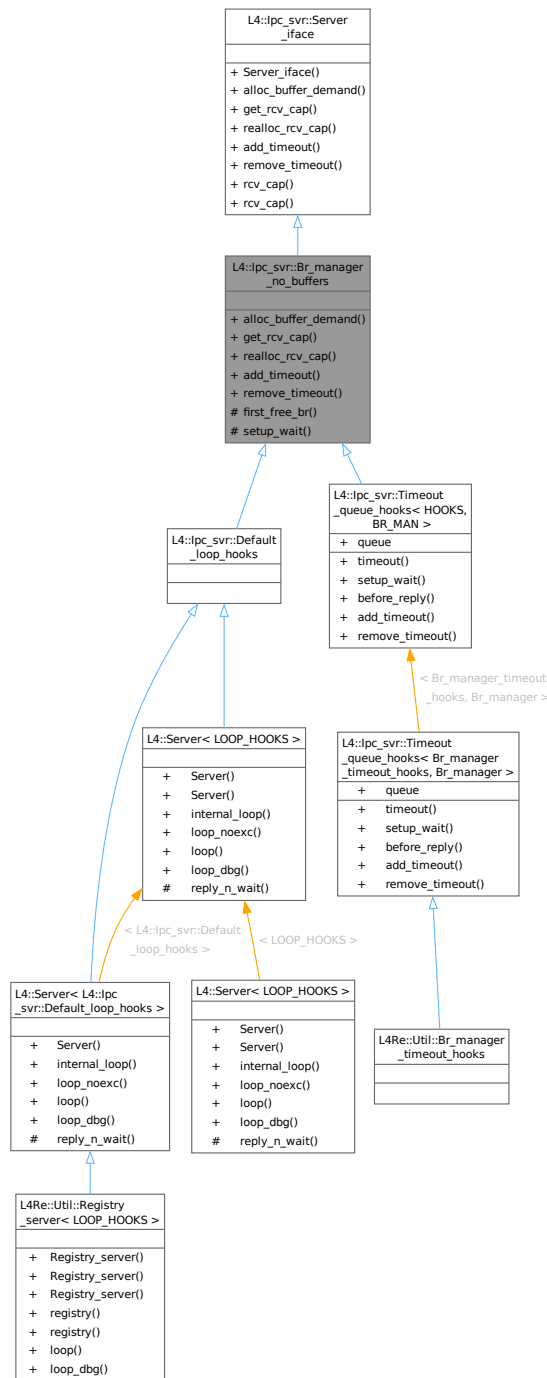 L4::Ipc_svr::Server
_iface
+ Server_iface()
+ alloc_buffer_demand()
+ get_rcv_cap()
+ realloc_rcv_cap()
+ add_timeout()
+ remove_timeout()
+ rcv_cap()
+ rcv_cap()
L4::Ipc_svr::Br_manager
_no_buffers
+ alloc_buffer_demand()
+ get_rcv_cap()
+ realloc_rcv_cap()
+ add_timeout()
+ remove_timeout()
# first_free_br()
# setup_wait()
L4::Ipc_svr::Default
_loop_hooks
L4::Ipc_svr::Timeout
_queue_hooks< HOOKS,
BR_MAN >
+ queue
+ timeout()
+ setup_wait()
+ before_reply()
+ add_timeout()
+ remove_timeout()
< Br_manager_timeout
_hooks, Br_manager >
L4::Server< LOOP_HOOKS >
+ Server()
+ Server()
+ internal_loop()
+ loop_noexc()
+ loop()
+ loop_dbg()
# reply_n_wait()
L4::Ipc_svr::Timeout
_queue_hooks< Br_manager
_timeout_hooks, Br_manager >
+ queue
+ timeout()
+ setup_wait()
+ before_reply()
+ add_timeout()
+ remove_timeout()
< L4::Ipc_svr::Default
_loop_hooks >
< LOOP_HOOKS >
L4::Server< L4::Ipc
_svr::Default_loop_hooks >
+ Server()
+ internal_loop()
+ loop_noexc()
+ loop()
+ loop_dbg()
# reply_n_wait()
L4::Server< LOOP_HOOKS >
+ Server()
+ Server()
+ internal_loop()
+ loop_noexc()
+ loop()
+ loop_dbg()
# reply_n_wait()
L4Re::Util::Br_manager
_timeout_hooks
L4Re::Util::Registry
_server< LOOP_HOOKS >
+ Registry_server()
+ Registry_server()
+ Registry_server()
+ registry()
+ registry()
+ loop()
+ loop_dbg()